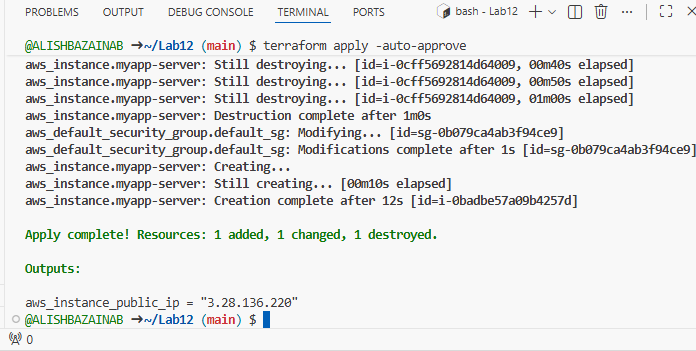 PROBLEMS OUTPUT DEBUG CONSOLE TERMINAL PORTS bash - Lab12
@ALISHBAZAINAB ➜~/Lab12 (main) $ terraform apply -auto-approve
aws_instance.myapp-server: Still destroying... [id=i-0cff5692814d64009, 00m40s elapsed]
aws_instance.myapp-server: Still destroying... [id=i-0cff5692814d64009, 00m50s elapsed]
aws_instance.myapp-server: Still destroying... [id=i-0cff5692814d64009, 01m00s elapsed]
aws_instance.myapp-server: Destruction complete after 1m0s
aws_default_security_group.default_sg: Modifying... [id=sg-0b079ca4ab3f94ce9]
aws_default_security_group.default_sg: Modifications complete after 1s [id=sg-0b079ca4ab3f94ce9]
aws_instance.myapp-server: Creating...
aws_instance.myapp-server: Still creating... [00m10s elapsed]
aws_instance.myapp-server: Creation complete after 12s [id=i-0badbe57a09b4257d]
Apply complete! Resources: 1 added, 1 changed, 1 destroyed.
Outputs:
aws_instance_public_ip = "3.28.136.220"
@ALISHBAZAINAB ➜~/Lab12 (main) $
0